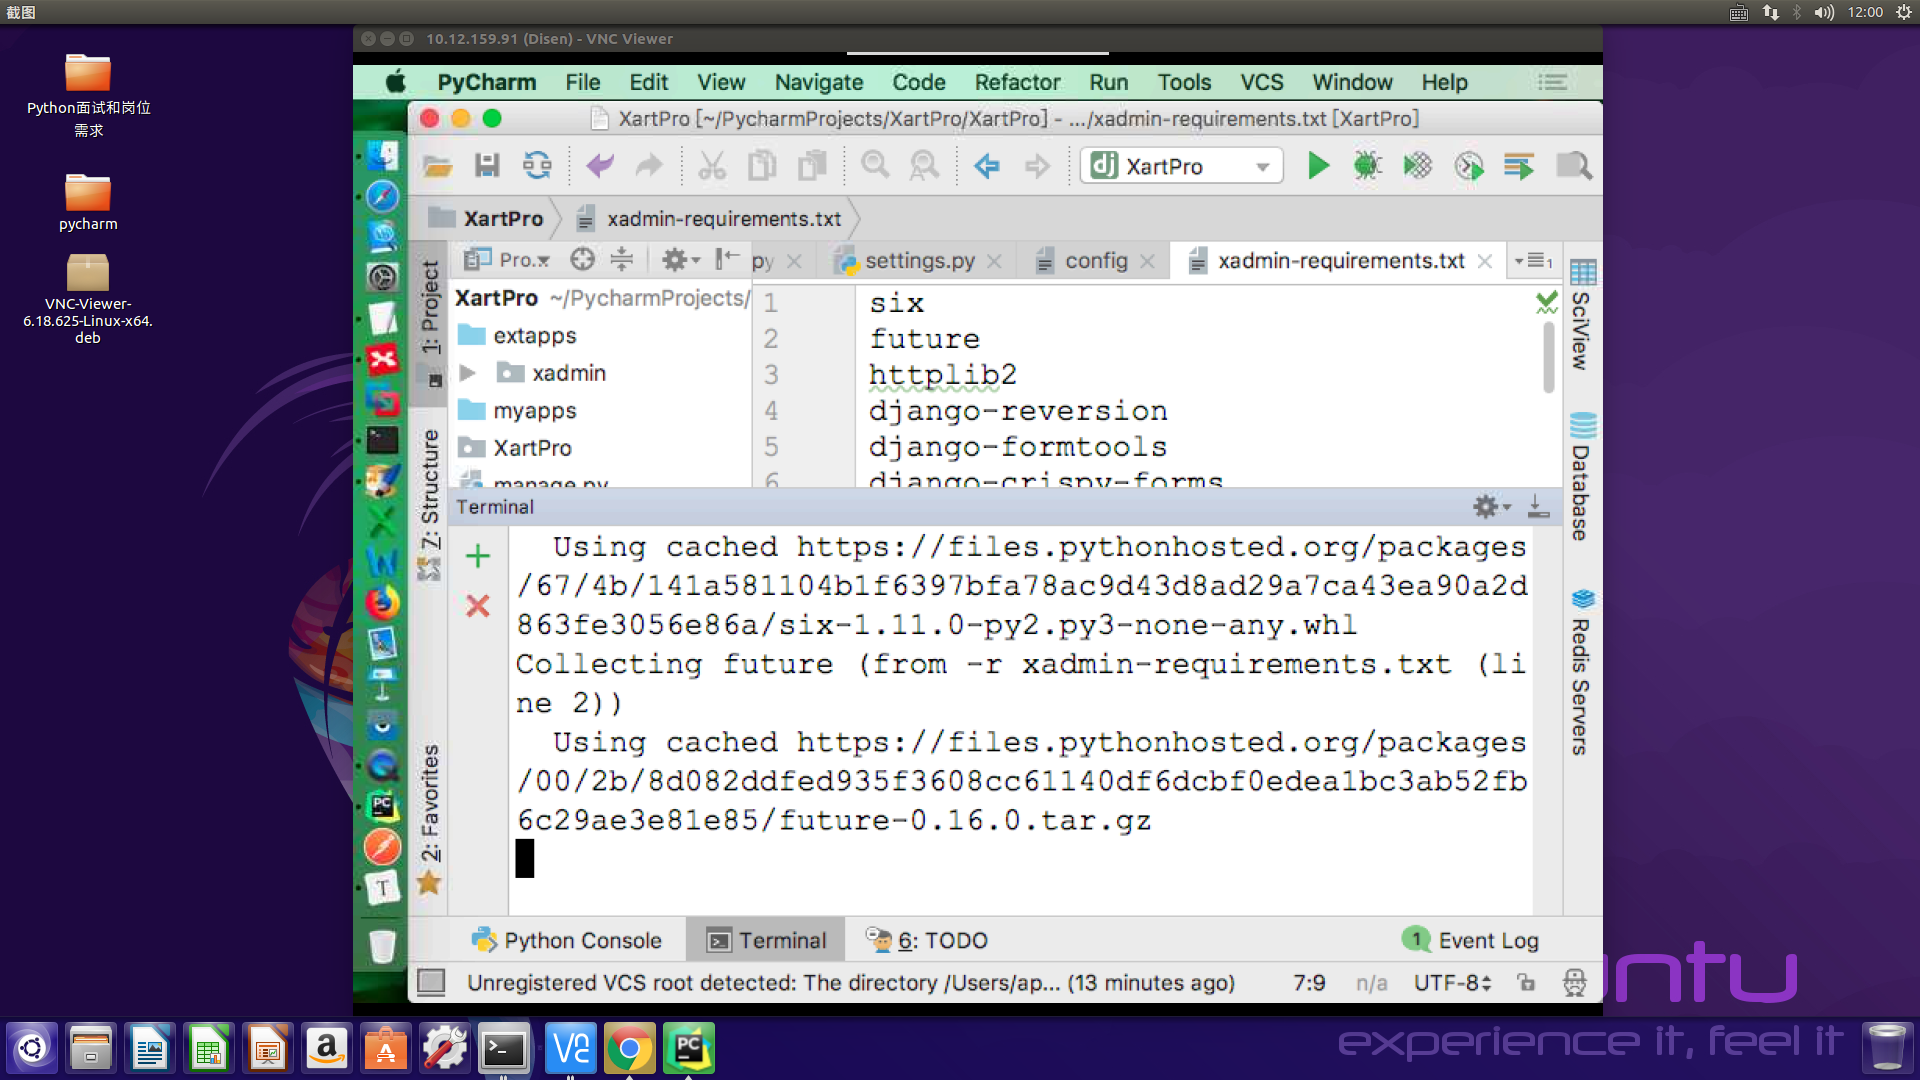 截图
12:00
Python面试和岗位
需求
pycharm
VNC-Viewer-
6.18.625-Linux-x64.
deb
10.12.159.91 (Disen) - VNC Viewer
PyCharm File Edit View Navigate Code Refactor Run Tools VCS Window Help
XartPro [~/PycharmProjects/XartPro/XartPro] - .../xadmin-requirements.txt [XartPro]
dj XartPro
XartPro xadmin-requirements.txt
Pro... py settings.py config xadmin-requirements.txt 1
1: Project
7: Structure
2: Favorites
XartPro ~/PycharmProjects/
extapps
xadmin
myapps
XartPro
manage.py
1 six
2 future
3 httplib2
4 django-reversion
5 django-formtools
6 django-crispy-forms
SciView
Database
Redis Servers
Terminal
Using cached https://files.pythonhosted.org/packages
/67/4b/141a581104b1f6397bfa78ac9d43d8ad29a7ca43ea90a2d
863fe3056e86a/six-1.11.0-py2.py3-none-any.whl
Collecting future (from -r xadmin-requirements.txt (li
ne 2))
Using cached https://files.pythonhosted.org/packages
/00/2b/8d082ddfed935f3608cc61140df6dcbf0edea1bc3ab52fb
6c29ae3e81e85/future-0.16.0.tar.gz
Python Console Terminal 6: TODO 1 Event Log
Unregistered VCS root detected: The directory /Users/ap... (13 minutes ago) 7:9 n/a UTF-8
ntu
experience it, feel it